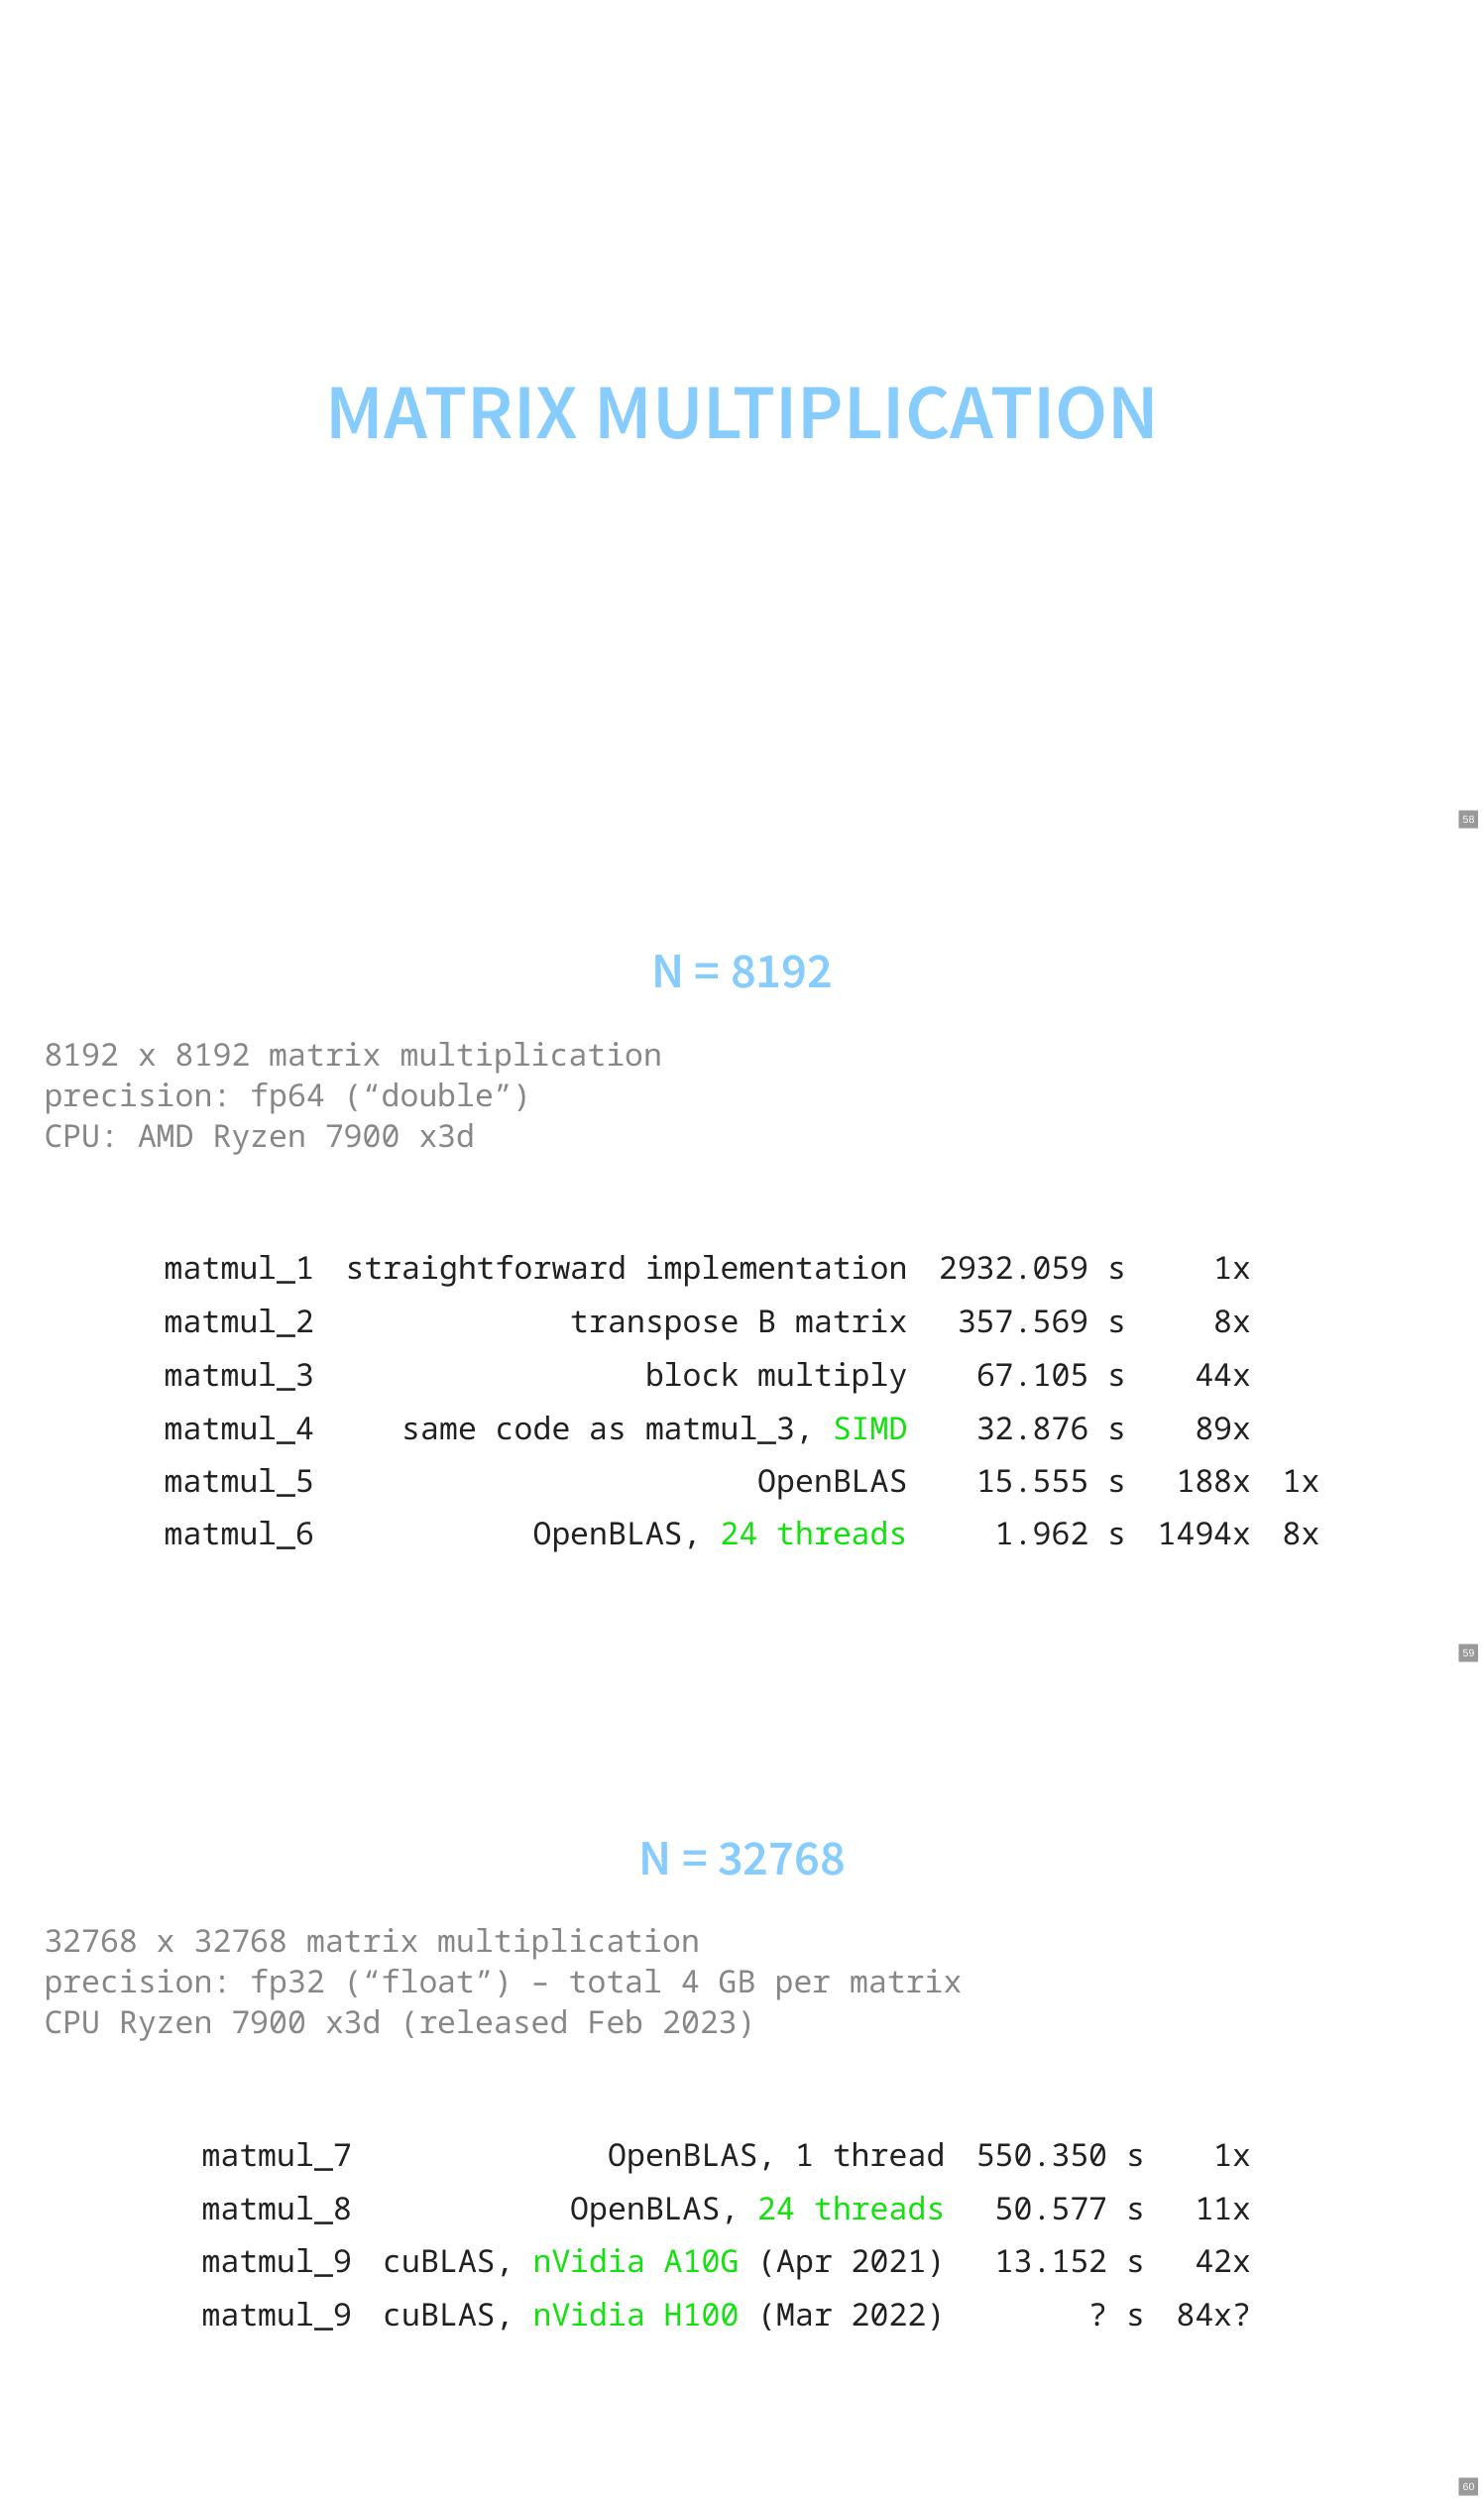 MATRIX MULTIPLICATION
58
N = 8192
8192 x 8192 matrix multiplication
precision: fp64 (“double”)
CPU: AMD Ryzen 7900 x3d
matmul_1 straightforward implementation 2932.059 s 1x
matmul_2 transpose B matrix 357.569 s 8x
matmul_3 block multiply 67.105 s 44x
matmul_4 same code as matmul_3, SIMD 32.876 s 89x
matmul_5 OpenBLAS 15.555 s 188x 1x
matmul_6 OpenBLAS, 24 threads 1.962 s 1494x 8x
59
N = 32768
32768 x 32768 matrix multiplication
precision: fp32 (“float”) – total 4 GB per matrix
CPU Ryzen 7900 x3d (released Feb 2023)
matmul_7 OpenBLAS, 1 thread 550.350 s 1x
matmul_8 OpenBLAS, 24 threads 50.577 s 11x
matmul_9 cuBLAS, nVidia A10G (Apr 2021) 13.152 s 42x
matmul_9 cuBLAS, nVidia H100 (Mar 2022) ? s 84x?
60